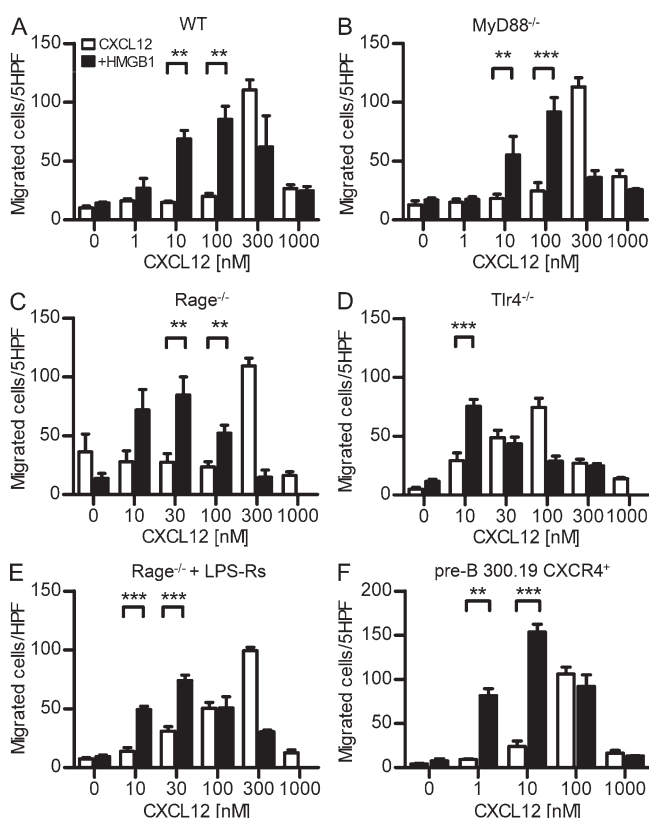 A
WT
150
100
50
0
Migrated cells/5HPF
CXCL12
+HMGB1
** **
0 1 10 100 300 1000
CXCL12 [nM]
B
MyD88-/-
150
100
50
0
Migrated cells/5HPF
** ***
0 1 10 100 300 1000
CXCL12 [nM]
C
Rage-/-
150
100
50
0
Migrated cells/5HPF
** **
0 10 30 100 300 1000
CXCL12 [nM]
D
Tlr4-/-
150
100
50
0
Migrated cells/5HPF
***
0 10 30 100 300 1000
CXCL12 [nM]
E
Rage-/- + LPS-Rs
150
100
50
0
Migrated cells/HPF
*** ***
0 10 30 100 300 1000
CXCL12 [nM]
F
pre-B 300.19 CXCR4+
200
150
100
50
0
Migrated cells/5HPF
** ***
0 1 10 100 1000
CXCL12 [nM]